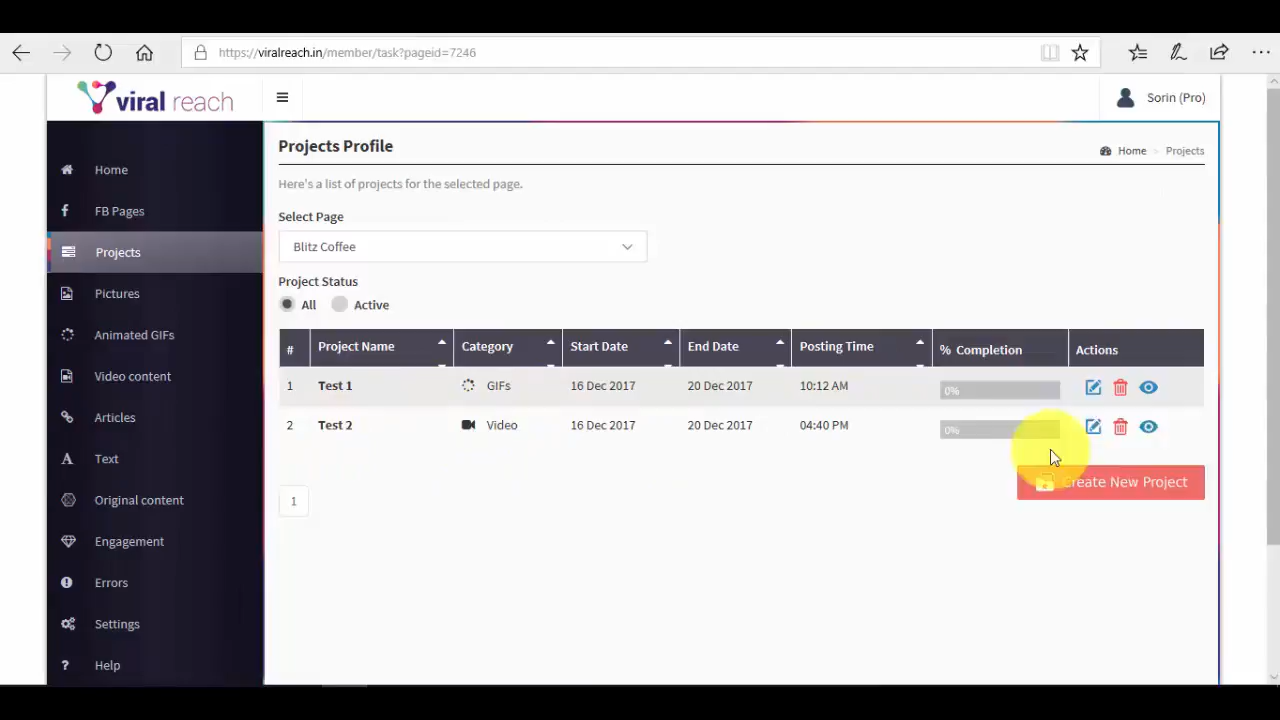 https://viralreach.in/member/task?pageid=7246
viral reach
Sorin (Pro)
Home
FB Pages
Projects
Pictures
Animated GIFs
Video content
Articles
Text
Original content
Engagement
Errors
Settings
Help
Projects Profile
Home > Projects
Here's a list of projects for the selected page.
Select Page
Blitz Coffee
Project Status
All Active
# Project Name Category Start Date End Date Posting Time % Completion Actions
1 Test 1 GIFs 16 Dec 2017 20 Dec 2017 10:12 AM 0%
2 Test 2 Video 16 Dec 2017 20 Dec 2017 04:40 PM 0%
Create New Project
1